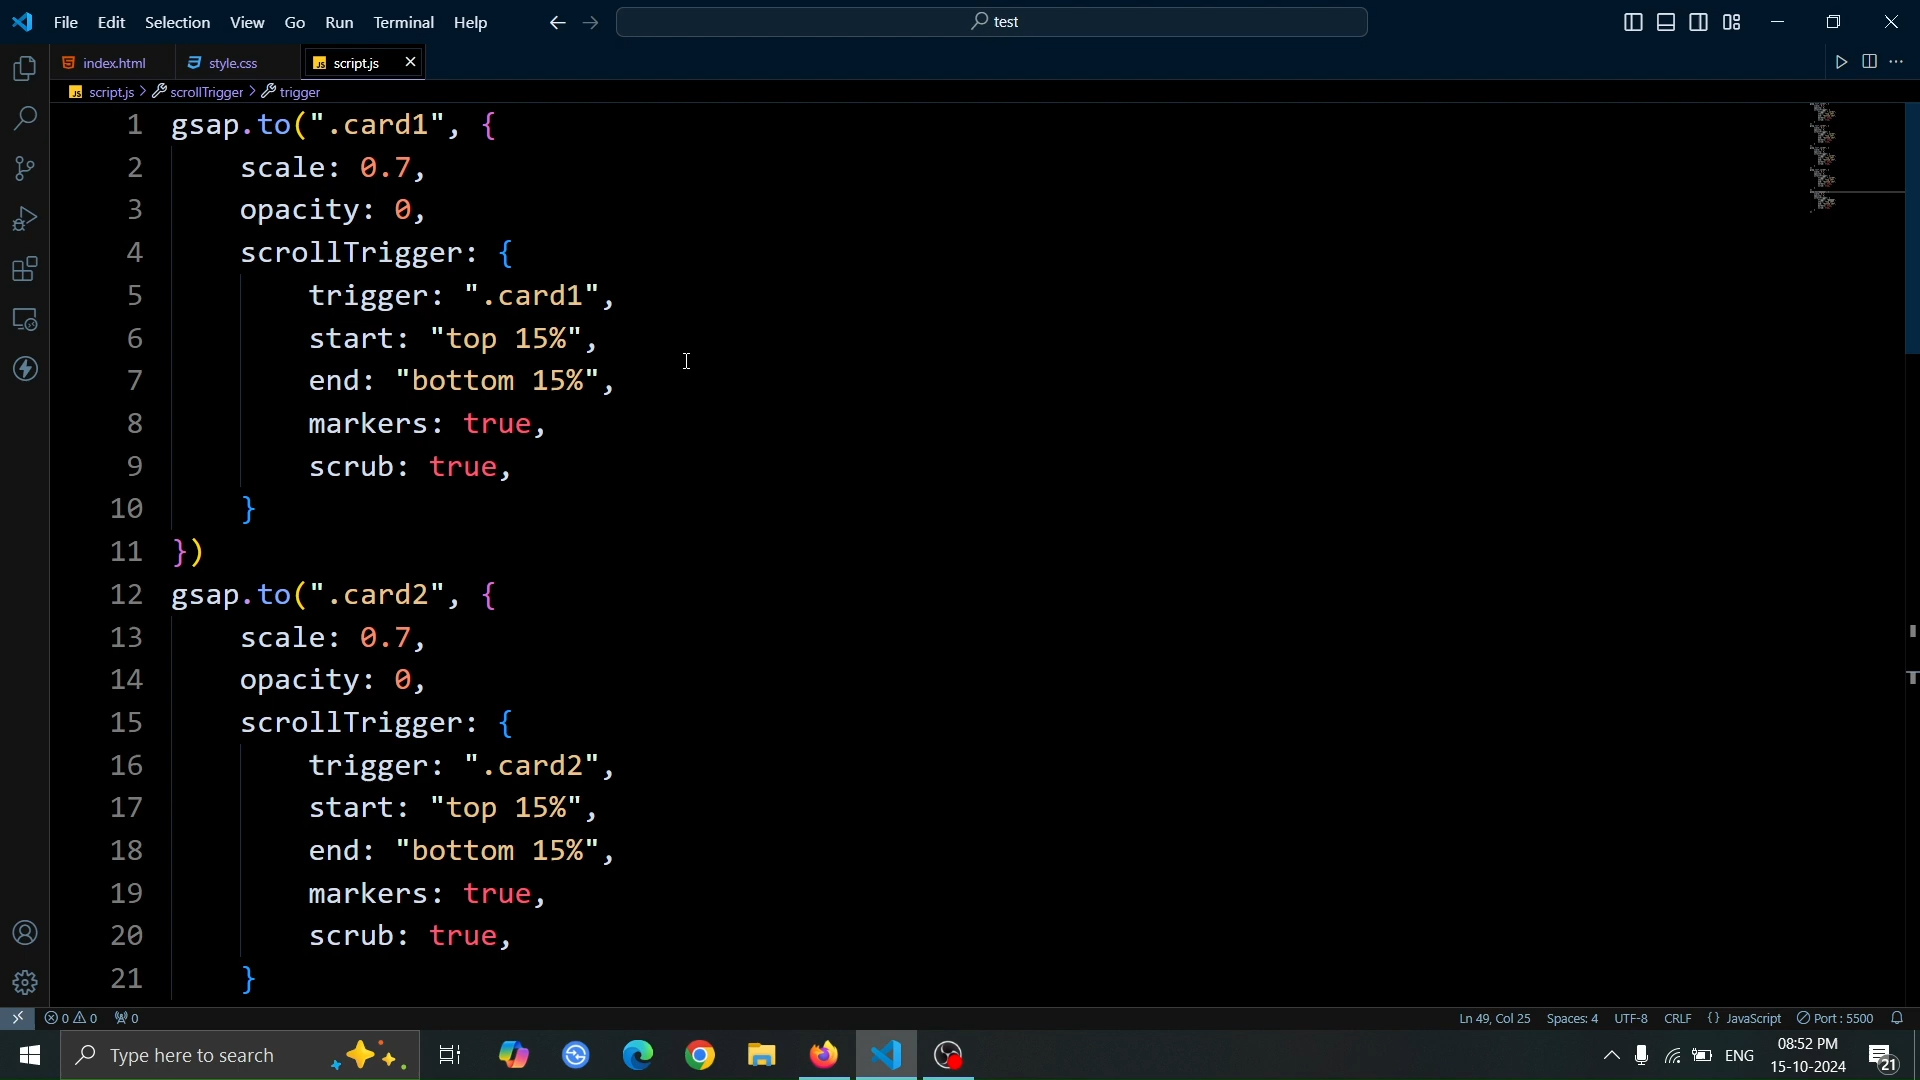 File Edit Selection View Go Run Terminal Help
test
index.html
style.css
JS script.js
JS script.js > scrollTrigger > trigger
1 gsap.to(".card1", {
2 scale: 0.7,
3 opacity: 0,
4 scrollTrigger: {
5 trigger: ".card1",
6 start: "top 15%",
7 end: "bottom 15%",
8 markers: true,
9 scrub: true,
10 }
11 })
12 gsap.to(".card2", {
13 scale: 0.7,
14 opacity: 0,
15 scrollTrigger: {
16 trigger: ".card2",
17 start: "top 15%",
18 end: "bottom 15%",
19 markers: true,
20 scrub: true,
21 }
0 0 0 Ln 49, Col 25 Spaces: 4 UTF-8 CRLF {} JavaScript Port : 5500
Type here to search
ENG
08:52 PM
15-10-2024
21